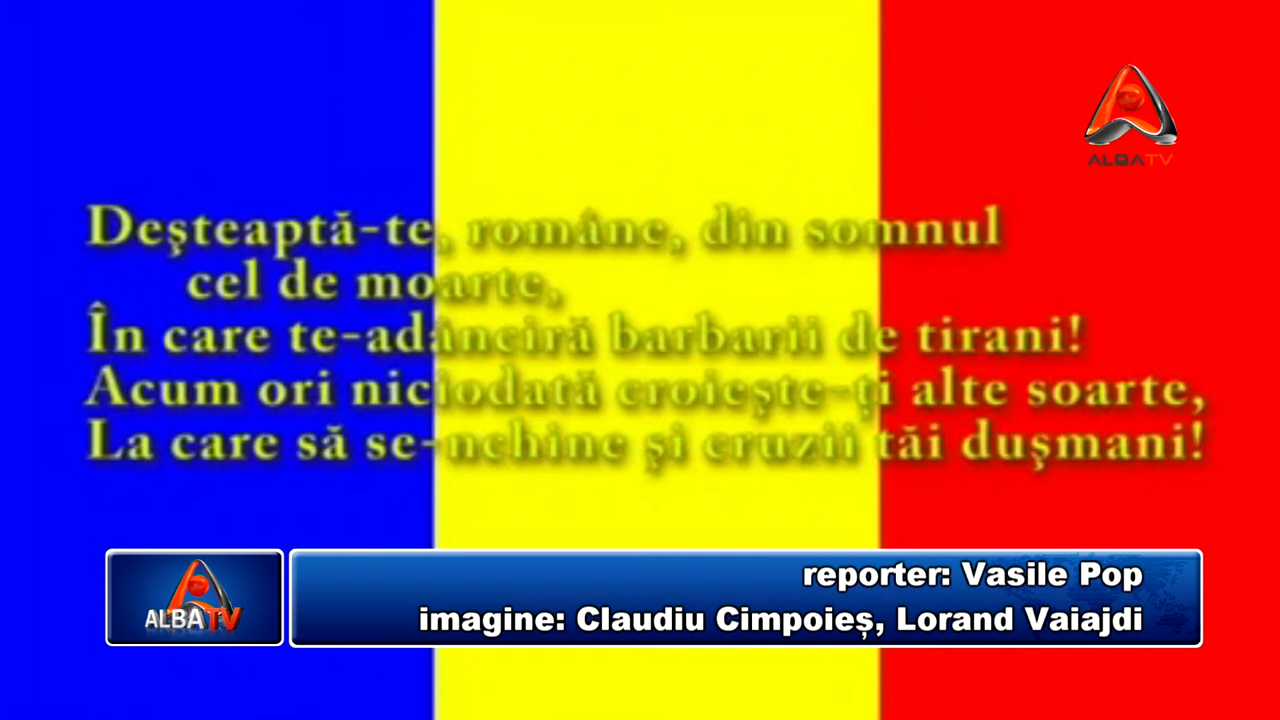 ALBATV
Deşteaptă-te, române, din somnul
cel de moarte,
În care te-adânciră barbarii de tirani!
Acum ori niciodată croieşte-ţi alte soarte,
La care să se-nchine şi cruzii tăi duşmani!
ALBATV
reporter: Vasile Pop
imagine: Claudiu Cimpoieș, Lorand Vaiajdi